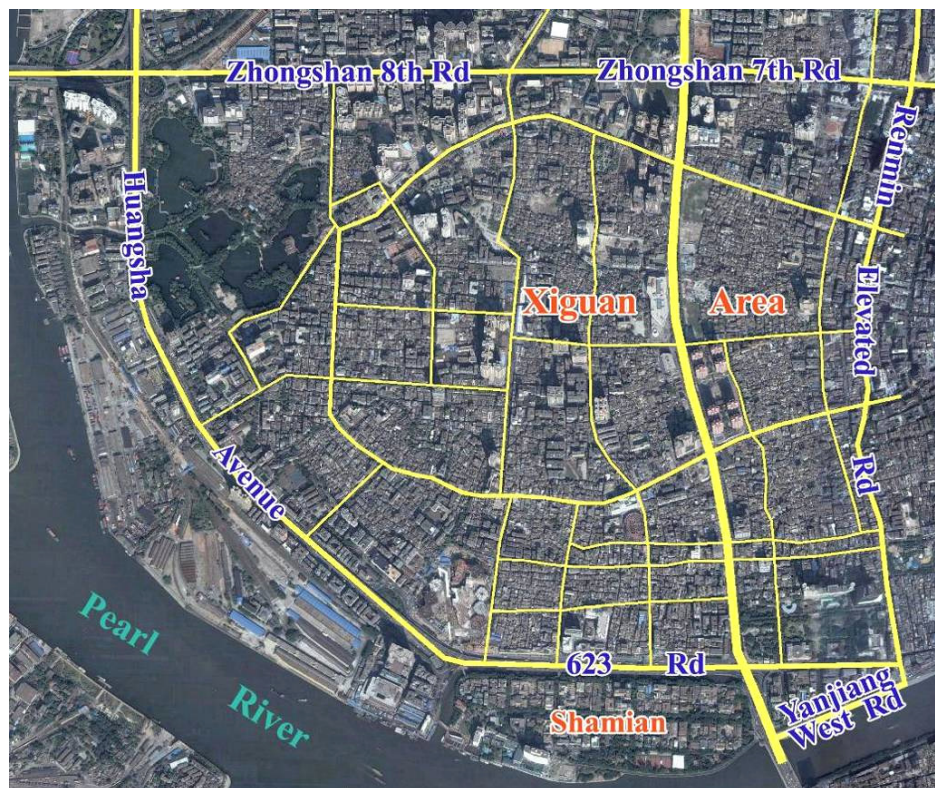 Zhongshan 8th Rd
Zhongshan 7th Rd
Renmin
Elevated
Rd
Huangsha
Avenue
Xiguan Area
Pearl
River
623 Rd
Shamian
Yanjiang
West Rd